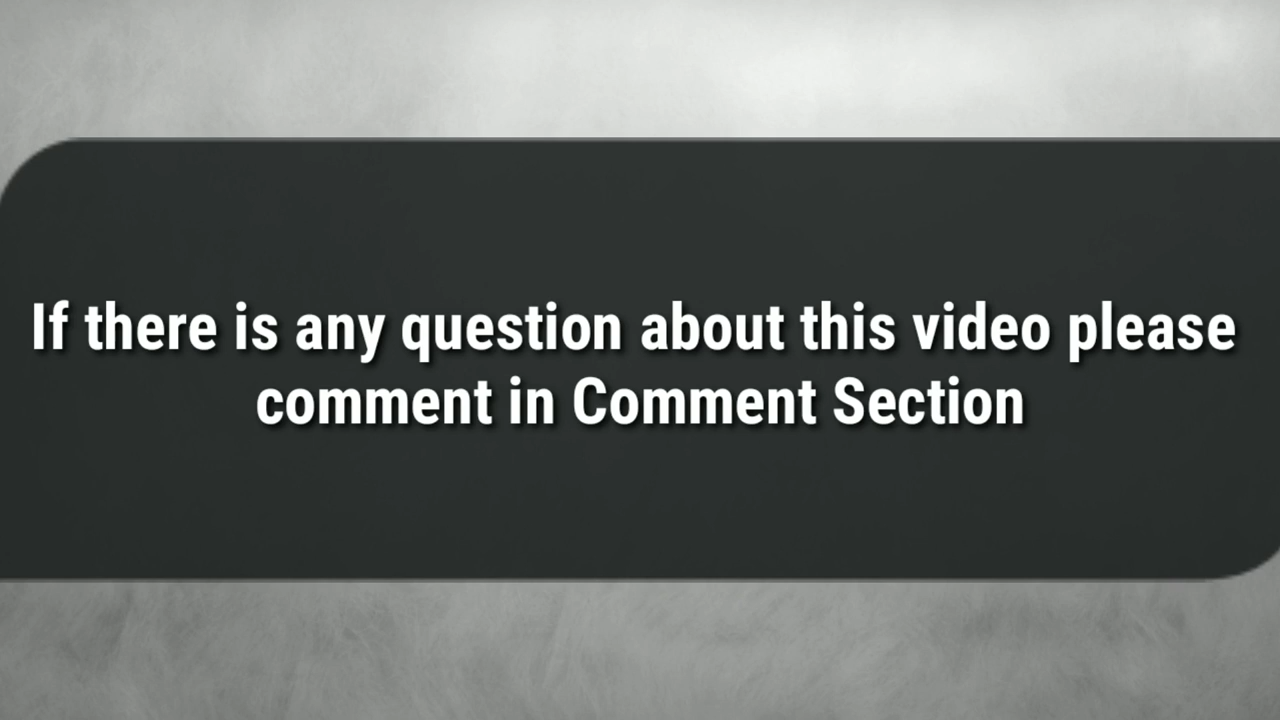 If there is any question about this video please
comment in Comment Section